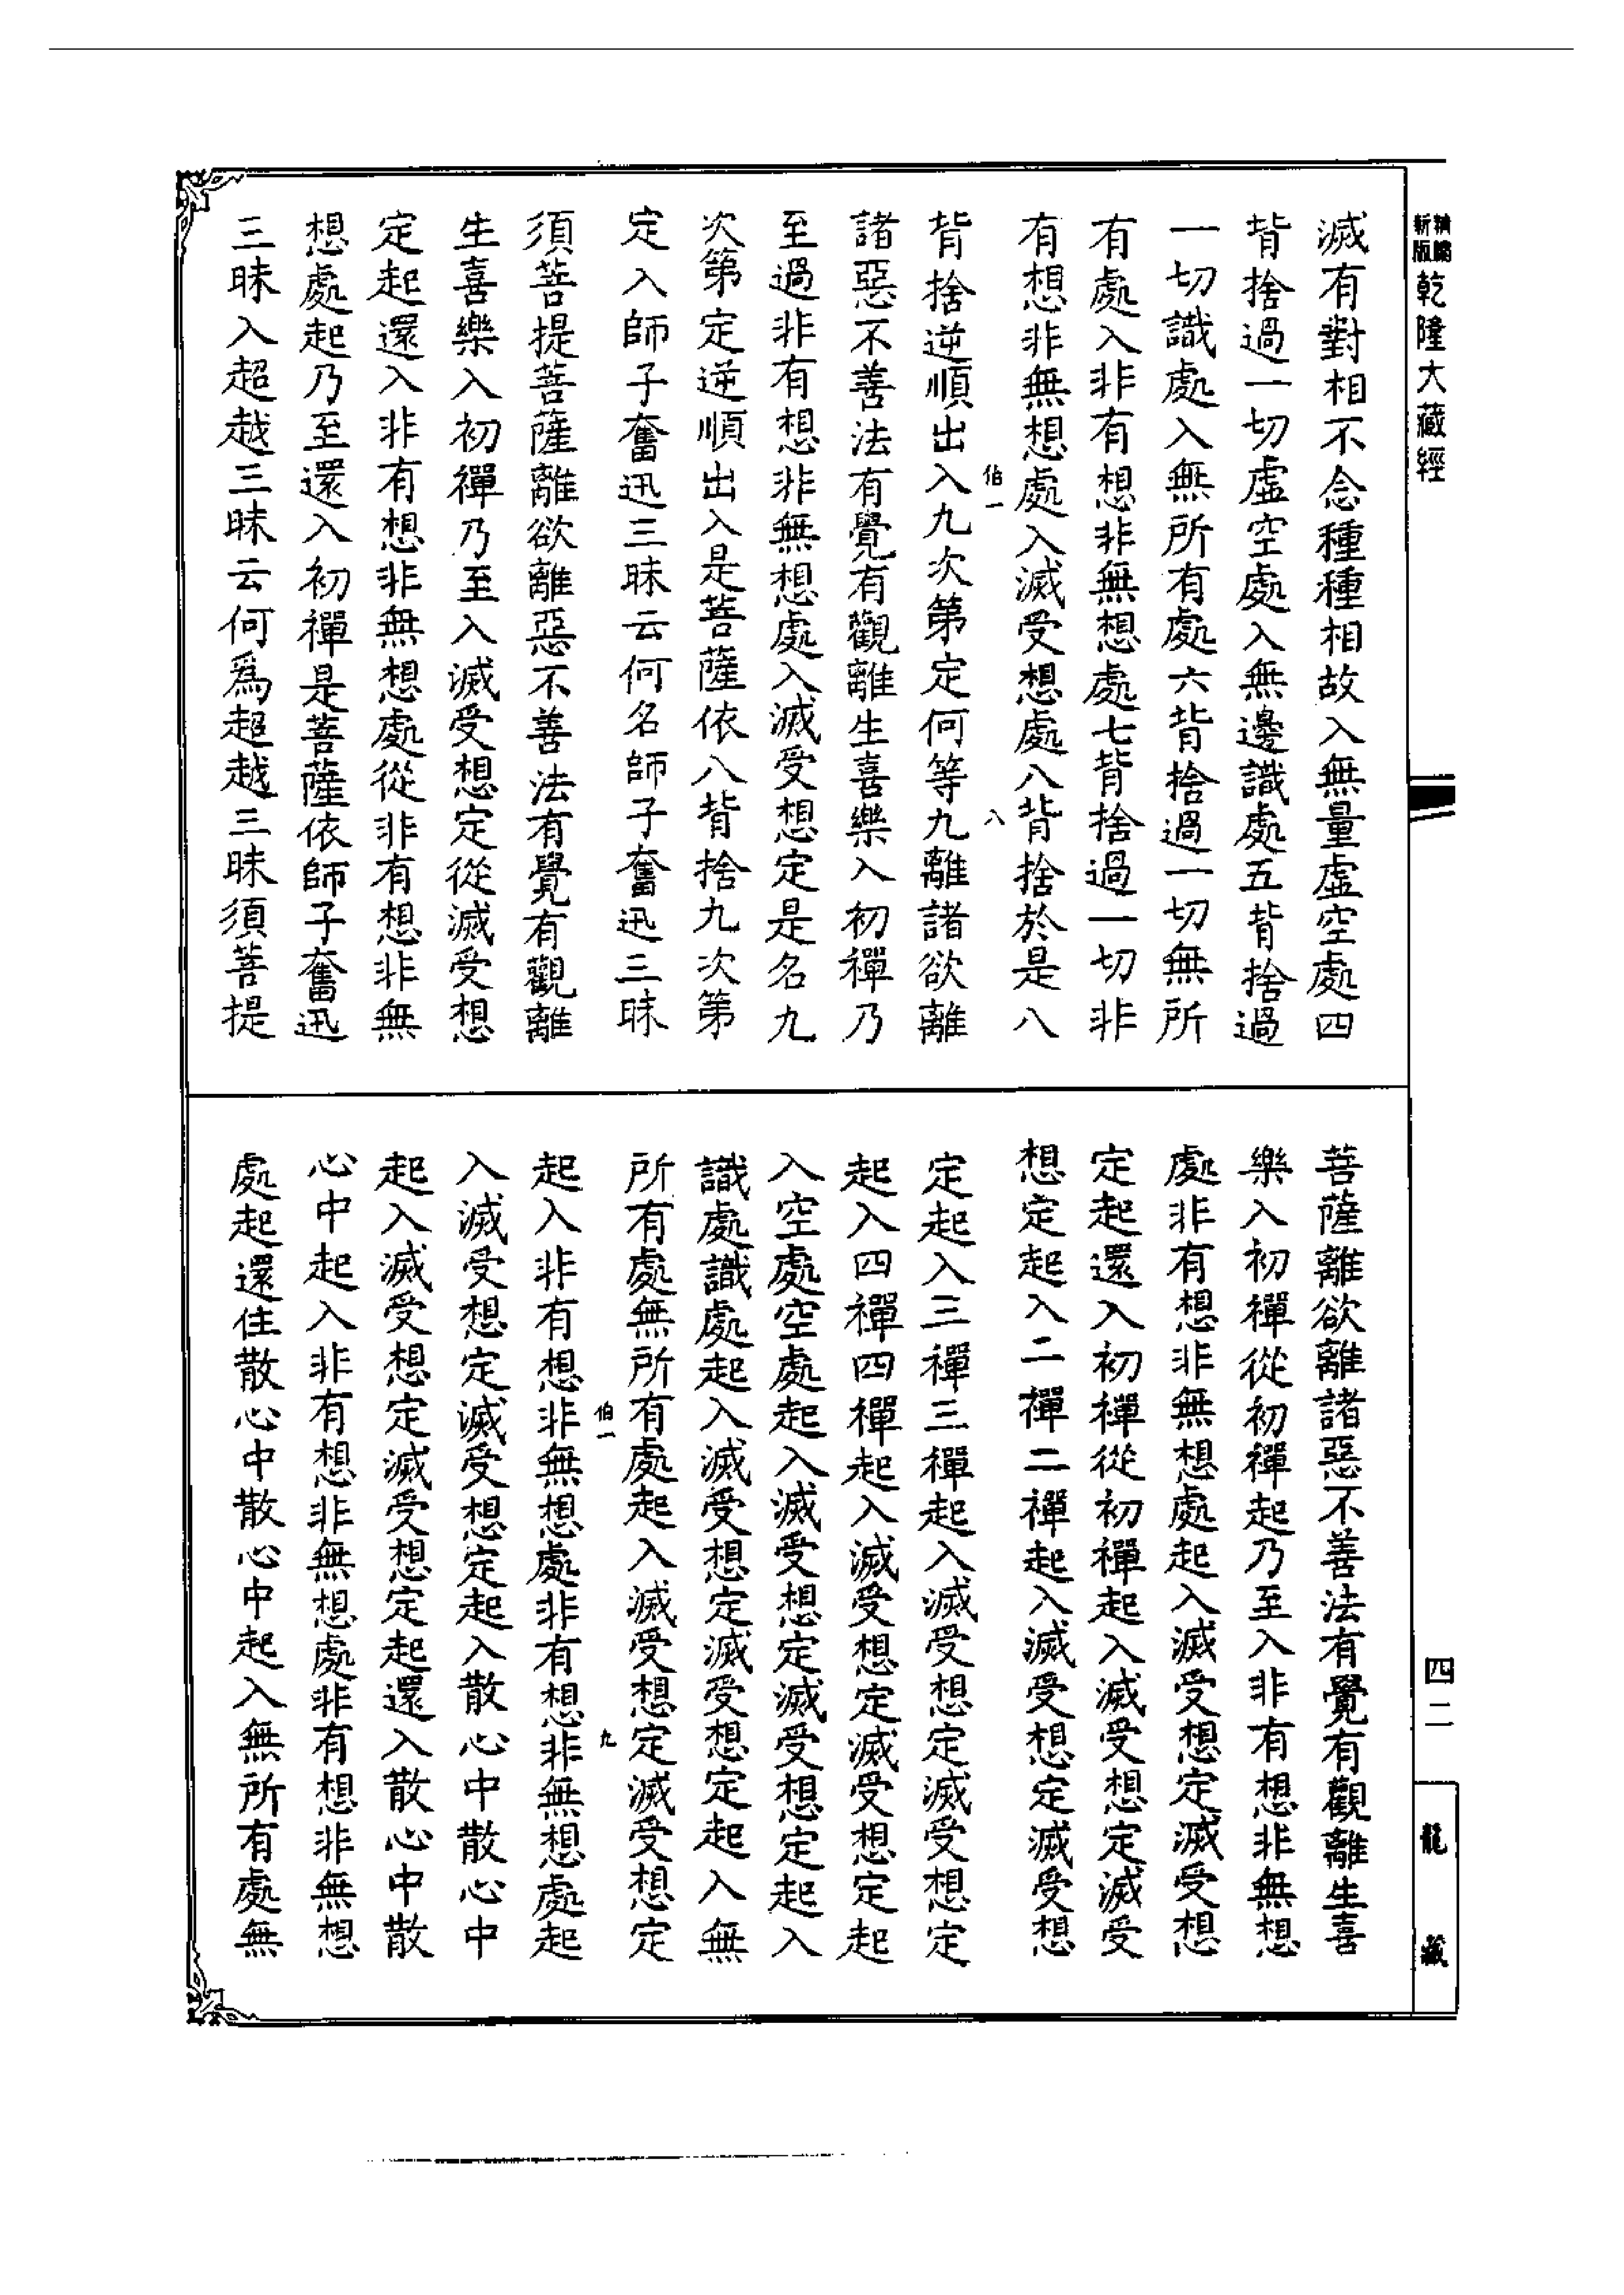 精編新版乾隆大藏經
滅有對相不念種種相故入無量虛空處四
背捨過一切虛空處入無邊識處五背捨過
一切識處入無所有處六背捨過一切無所
有處入非有想非無想處七背捨過一切非
有想非無想處入滅受想處八背捨於是八
伯一 八
背捨逆順出入九次第定何等九離諸欲離
諸惡不善法有覺有觀離生喜樂入初禪乃
至過非有想非無想處入滅受想定是名九
次第定逆順出入是菩薩依八背捨九次第
定入師子奮迅三昧云何名師子奮迅三昧
須菩提菩薩離欲離惡不善法有覺有觀離
生喜樂入初禪乃至入滅受想定從滅受想
定起還入非有想非無想處從非有想非無
想處起乃至還入初禪是菩薩依師子奮迅
三昧入超越三昧云何為超越三昧須菩提
菩薩離欲離諸惡不善法有覺有觀離生喜
樂入初禪從初禪起乃至入非有想非無想
處非有想非無想處起入滅受想定滅受想
定起還入初禪從初禪起入滅受想定滅受
想定起入二禪二禪起入滅受想定滅受想
定起入三禪三禪起入滅受想定滅受想定
起入四禪四禪起入滅受想定滅受想定起
入空處空處起入滅受想定滅受想定起入
識處識處起入滅受想定滅受想定起入無
所有處無所有處起入滅受想定滅受想定
伯一 九
起入非有想非無想處非有想非無想處起
入滅受想定滅受想定起入散心中散心中
起入滅受想定滅受想定起還入散心中散
心中起入非有想非無想處非有想非無想
處起還住散心中散心中起入無所有處無
四二
龍藏